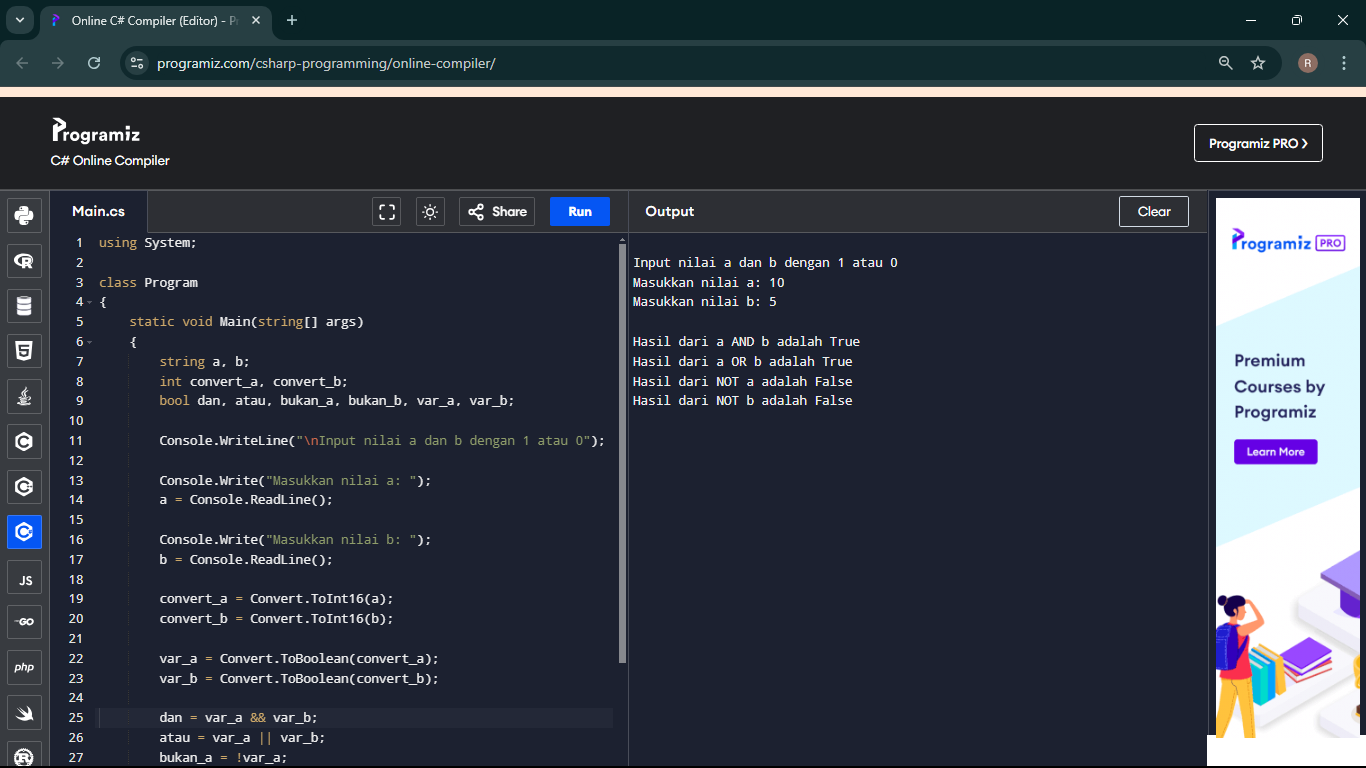 Online C# Compiler (Editor) - P
programiz.com/csharp-programming/online-compiler/
R
Programiz
C# Online Compiler
Programiz PRO
Main.cs
Share
Run
Output
Clear
1 using System;
2
3 class Program
4 {
5 static void Main(string[] args)
6 {
7 string a, b;
8 int convert_a, convert_b;
9 bool dan, atau, bukan_a, bukan_b, var_a, var_b;
10
11 Console.WriteLine("\nInput nilai a dan b dengan 1 atau 0");
12
13 Console.Write("Masukkan nilai a: ");
14 a = Console.ReadLine();
15
16 Console.Write("Masukkan nilai b: ");
17 b = Console.ReadLine();
18
19 convert_a = Convert.ToInt16(a);
20 convert_b = Convert.ToInt16(b);
21
22 var_a = Convert.ToBoolean(convert_a);
23 var_b = Convert.ToBoolean(convert_b);
24
25 dan = var_a && var_b;
26 atau = var_a || var_b;
27 bukan_a = !var_a;
Input nilai a dan b dengan 1 atau 0
Masukkan nilai a: 10
Masukkan nilai b: 5
Hasil dari a AND b adalah True
Hasil dari a OR b adalah True
Hasil dari NOT a adalah False
Hasil dari NOT b adalah False
JS
GO
php
Programiz PRO
Premium
Courses by
Programiz
Learn More